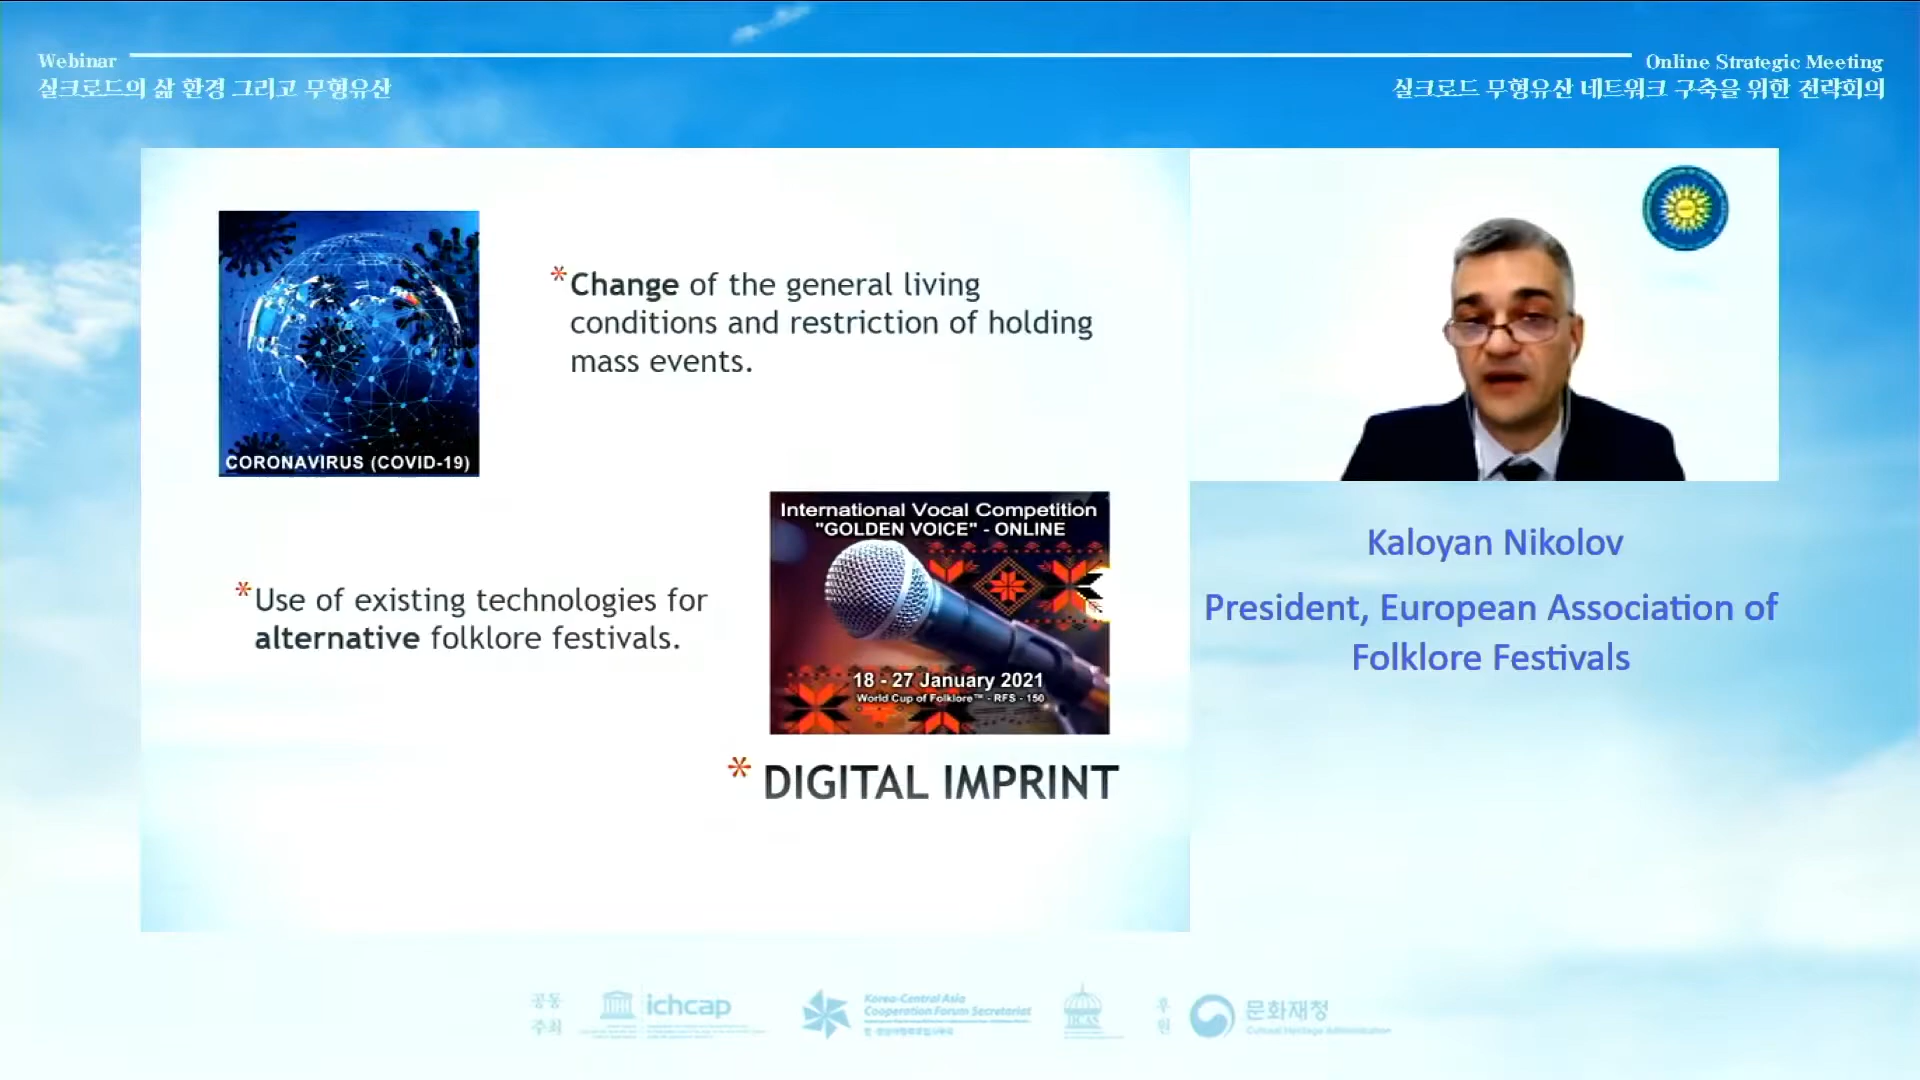 Webinar
실크로드의 삶 환경 그리고 무형유산
Online Strategic Meeting
실크로드 무형유산 네트워크 구축을 위한 전략회의
CORONAVIRUS (COVID-19)
*Change of the general living
conditions and restriction of holding
mass events.
International Vocal Competition
"GOLDEN VOICE" - ONLINE
18 - 27 January 2021
World Cup of Folklore™ - RFS - 150
*Use of existing technologies for
alternative folklore festivals.
* DIGITAL IMPRINT
Kaloyan Nikolov
President, European Association of
Folklore Festivals
공동
주최
ichcap
Korea-Central Asia
Cooperation Forum Secretariat
IICAS
후
원
문화재청
Cultural Heritage Administration